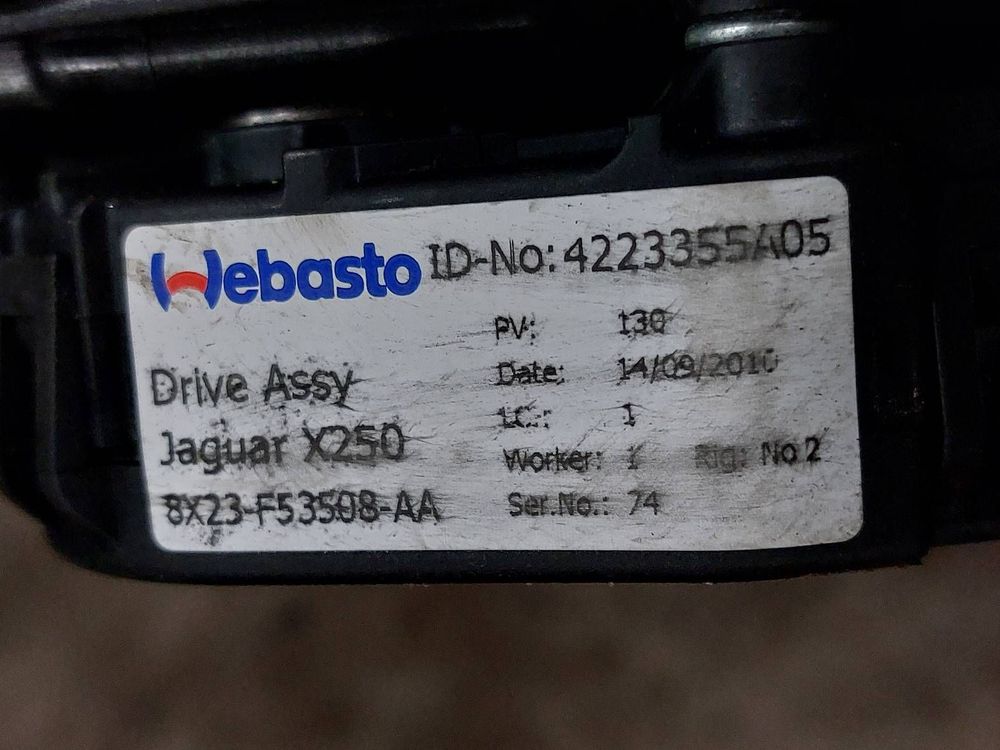 Webasto ID-No: 4223355A05
PV: 130
Drive Assy Date: 14/09/2010
LC.: 1
Jaguar X250
Worker: 1 Rig: No 2
8X23-F53508-AA Ser.No.: 74